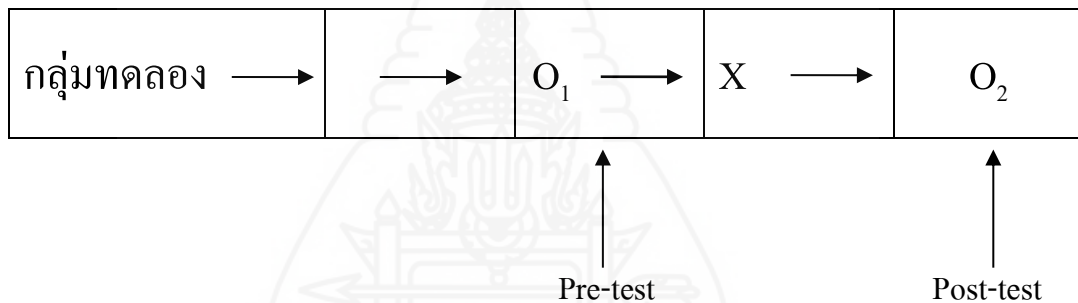 กลุ่มทดลอง → → O₁ → X → O₂
Pre-test Post-test